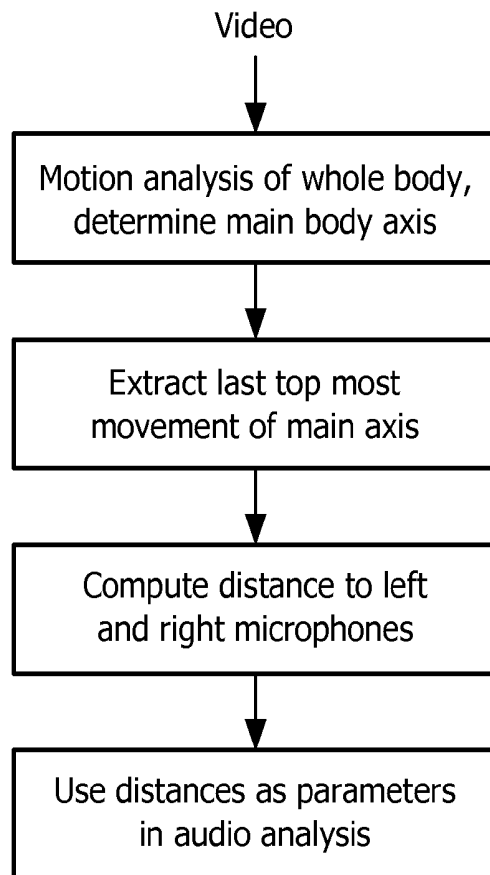 Video
Motion analysis of whole body,
determine main body axis
Extract last top most
movement of main axis
Compute distance to left
and right microphones
Use distances as parameters
in audio analysis